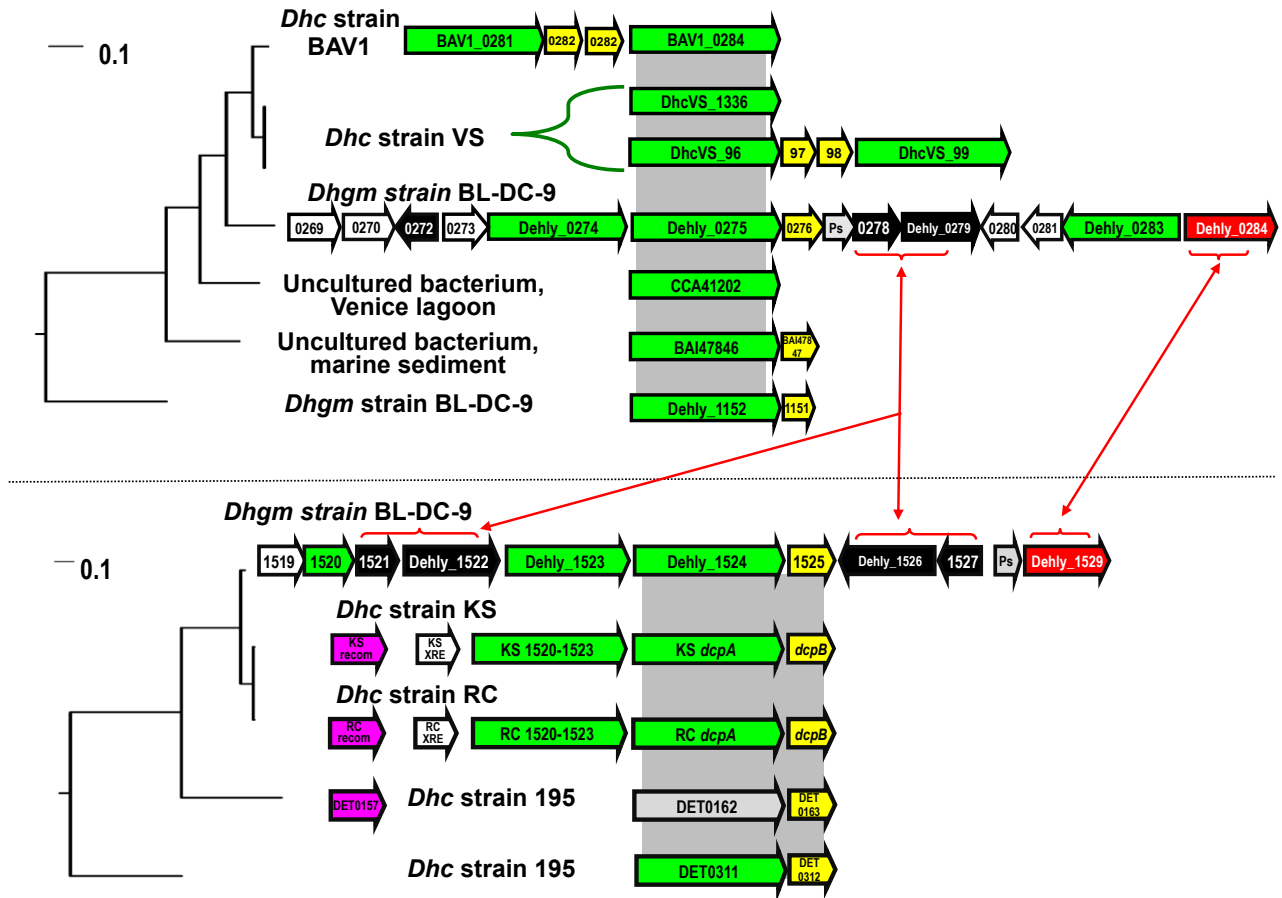 Dhc strain
BAV1
0.1
BAV1_0281
0282
0282
BAV1_0284
DhcVS_1336
Dhc strain VS
DhcVS_96
97
98
DhcVS_99
Dhgm strain BL-DC-9
0269
0270
0272
0273
Dehly_0274
Dehly_0275
0276
Ps
0278
Dehly_0279
0280
0281
Dehly_0283
Dehly_0284
Uncultured bacterium,
Venice lagoon
CCA41202
Uncultured bacterium,
marine sediment
BAI47846
BAI478
47
Dhgm strain BL-DC-9
Dehly_1152
1151
Dhgm strain BL-DC-9
0.1
1519
1520
1521
Dehly_1522
Dehly_1523
Dehly_1524
1525
Dehly_1526
1527
Ps
Dehly_1529
Dhc strain KS
KS
recom
KS
XRE
KS 1520-1523
KS dcpA
dcpB
Dhc strain RC
RC
recom
RC
XRE
RC 1520-1523
RC dcpA
dcpB
DET0157
Dhc strain 195
DET0162
DET
0163
Dhc strain 195
DET0311
DET
0312